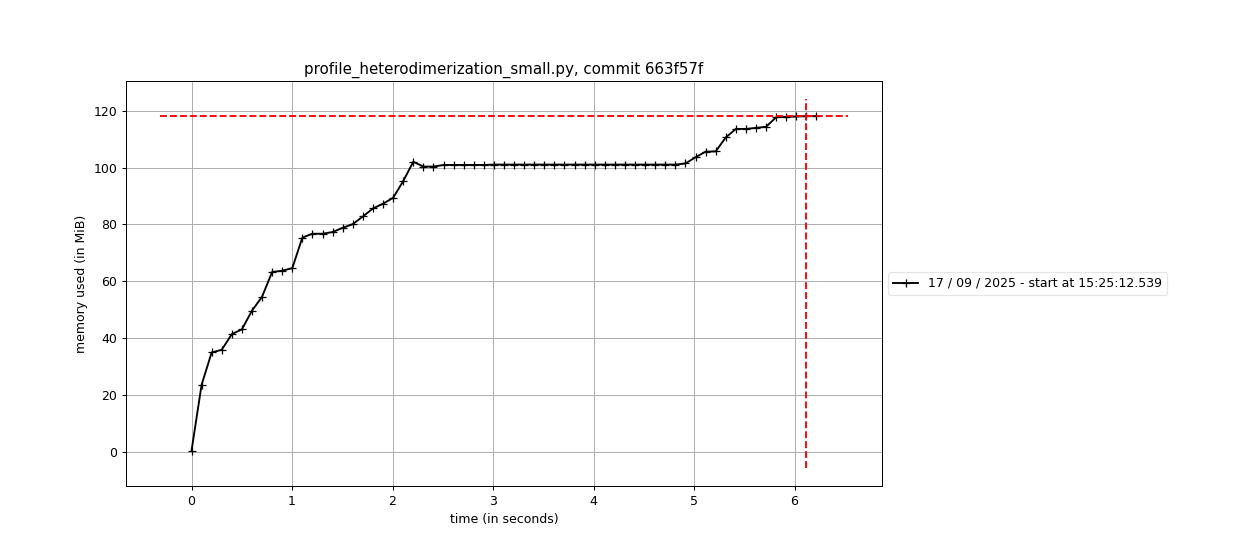 profile_heterodimerization_small.py, commit 663f57f
120
100
80
60
40
20
0
memory used (in MiB)
0 1 2 3 4 5 6
time (in seconds)
17 / 09 / 2025 - start at 15:25:12.539